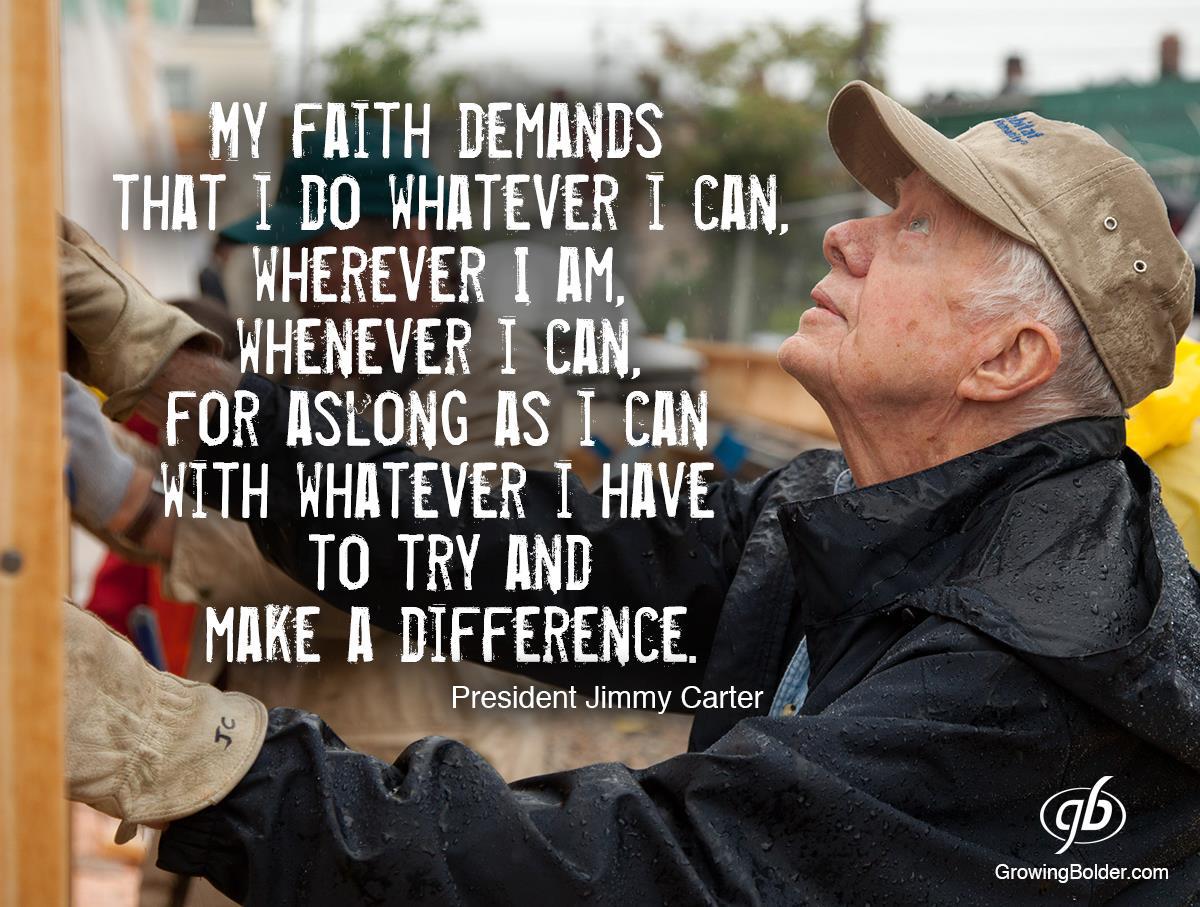 MY FAITH DEMANDS
THAT I DO WHATEVER I CAN,
WHEREVER I AM,
WHENEVER I CAN,
FOR ASLONG AS I CAN
WITH WHATEVER I HAVE
TO TRY AND
MAKE A DIFFERENCE.
President Jimmy Carter
JC
gb
GrowingBolder.com